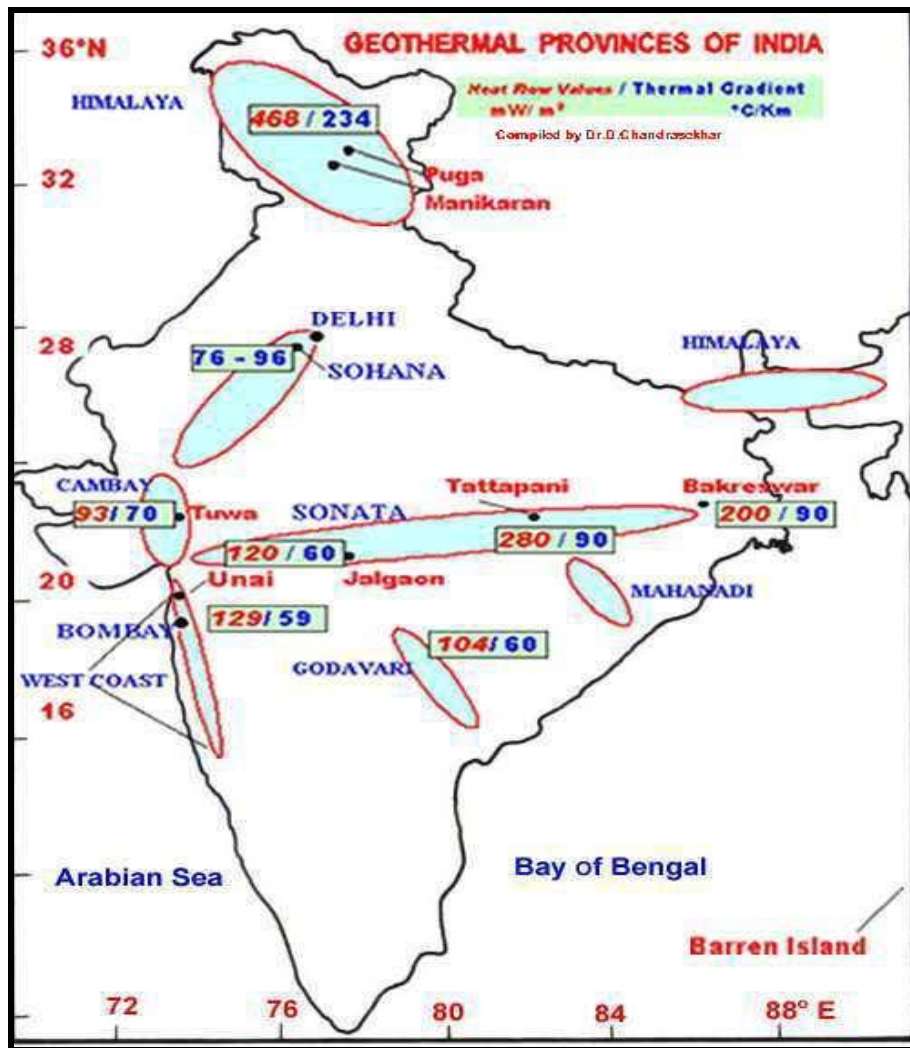 36°N
GEOTHERMAL PROVINCES OF INDIA
Heat Flow Values / Thermal Gradient
mW/ m² °C/Km
Compiled by Dr.D.Chandrasekhar
HIMALAYA
468 / 234
Puga
32
Manikaran
DELHI
28
HIMALAYA
76 - 96
SOHANA
CAMBAY
Tattapani
Bakreswar
93/ 70
Tuwa
SONATA
200 / 90
120 / 60
280 / 90
Unai
Jalgaon
20
MAHANADI
129/ 59
BOMBAY
104/ 60
GODAVARI
WEST COAST
16
Arabian Sea
Bay of Bengal
Barren Island
72 76 80 84 88° E